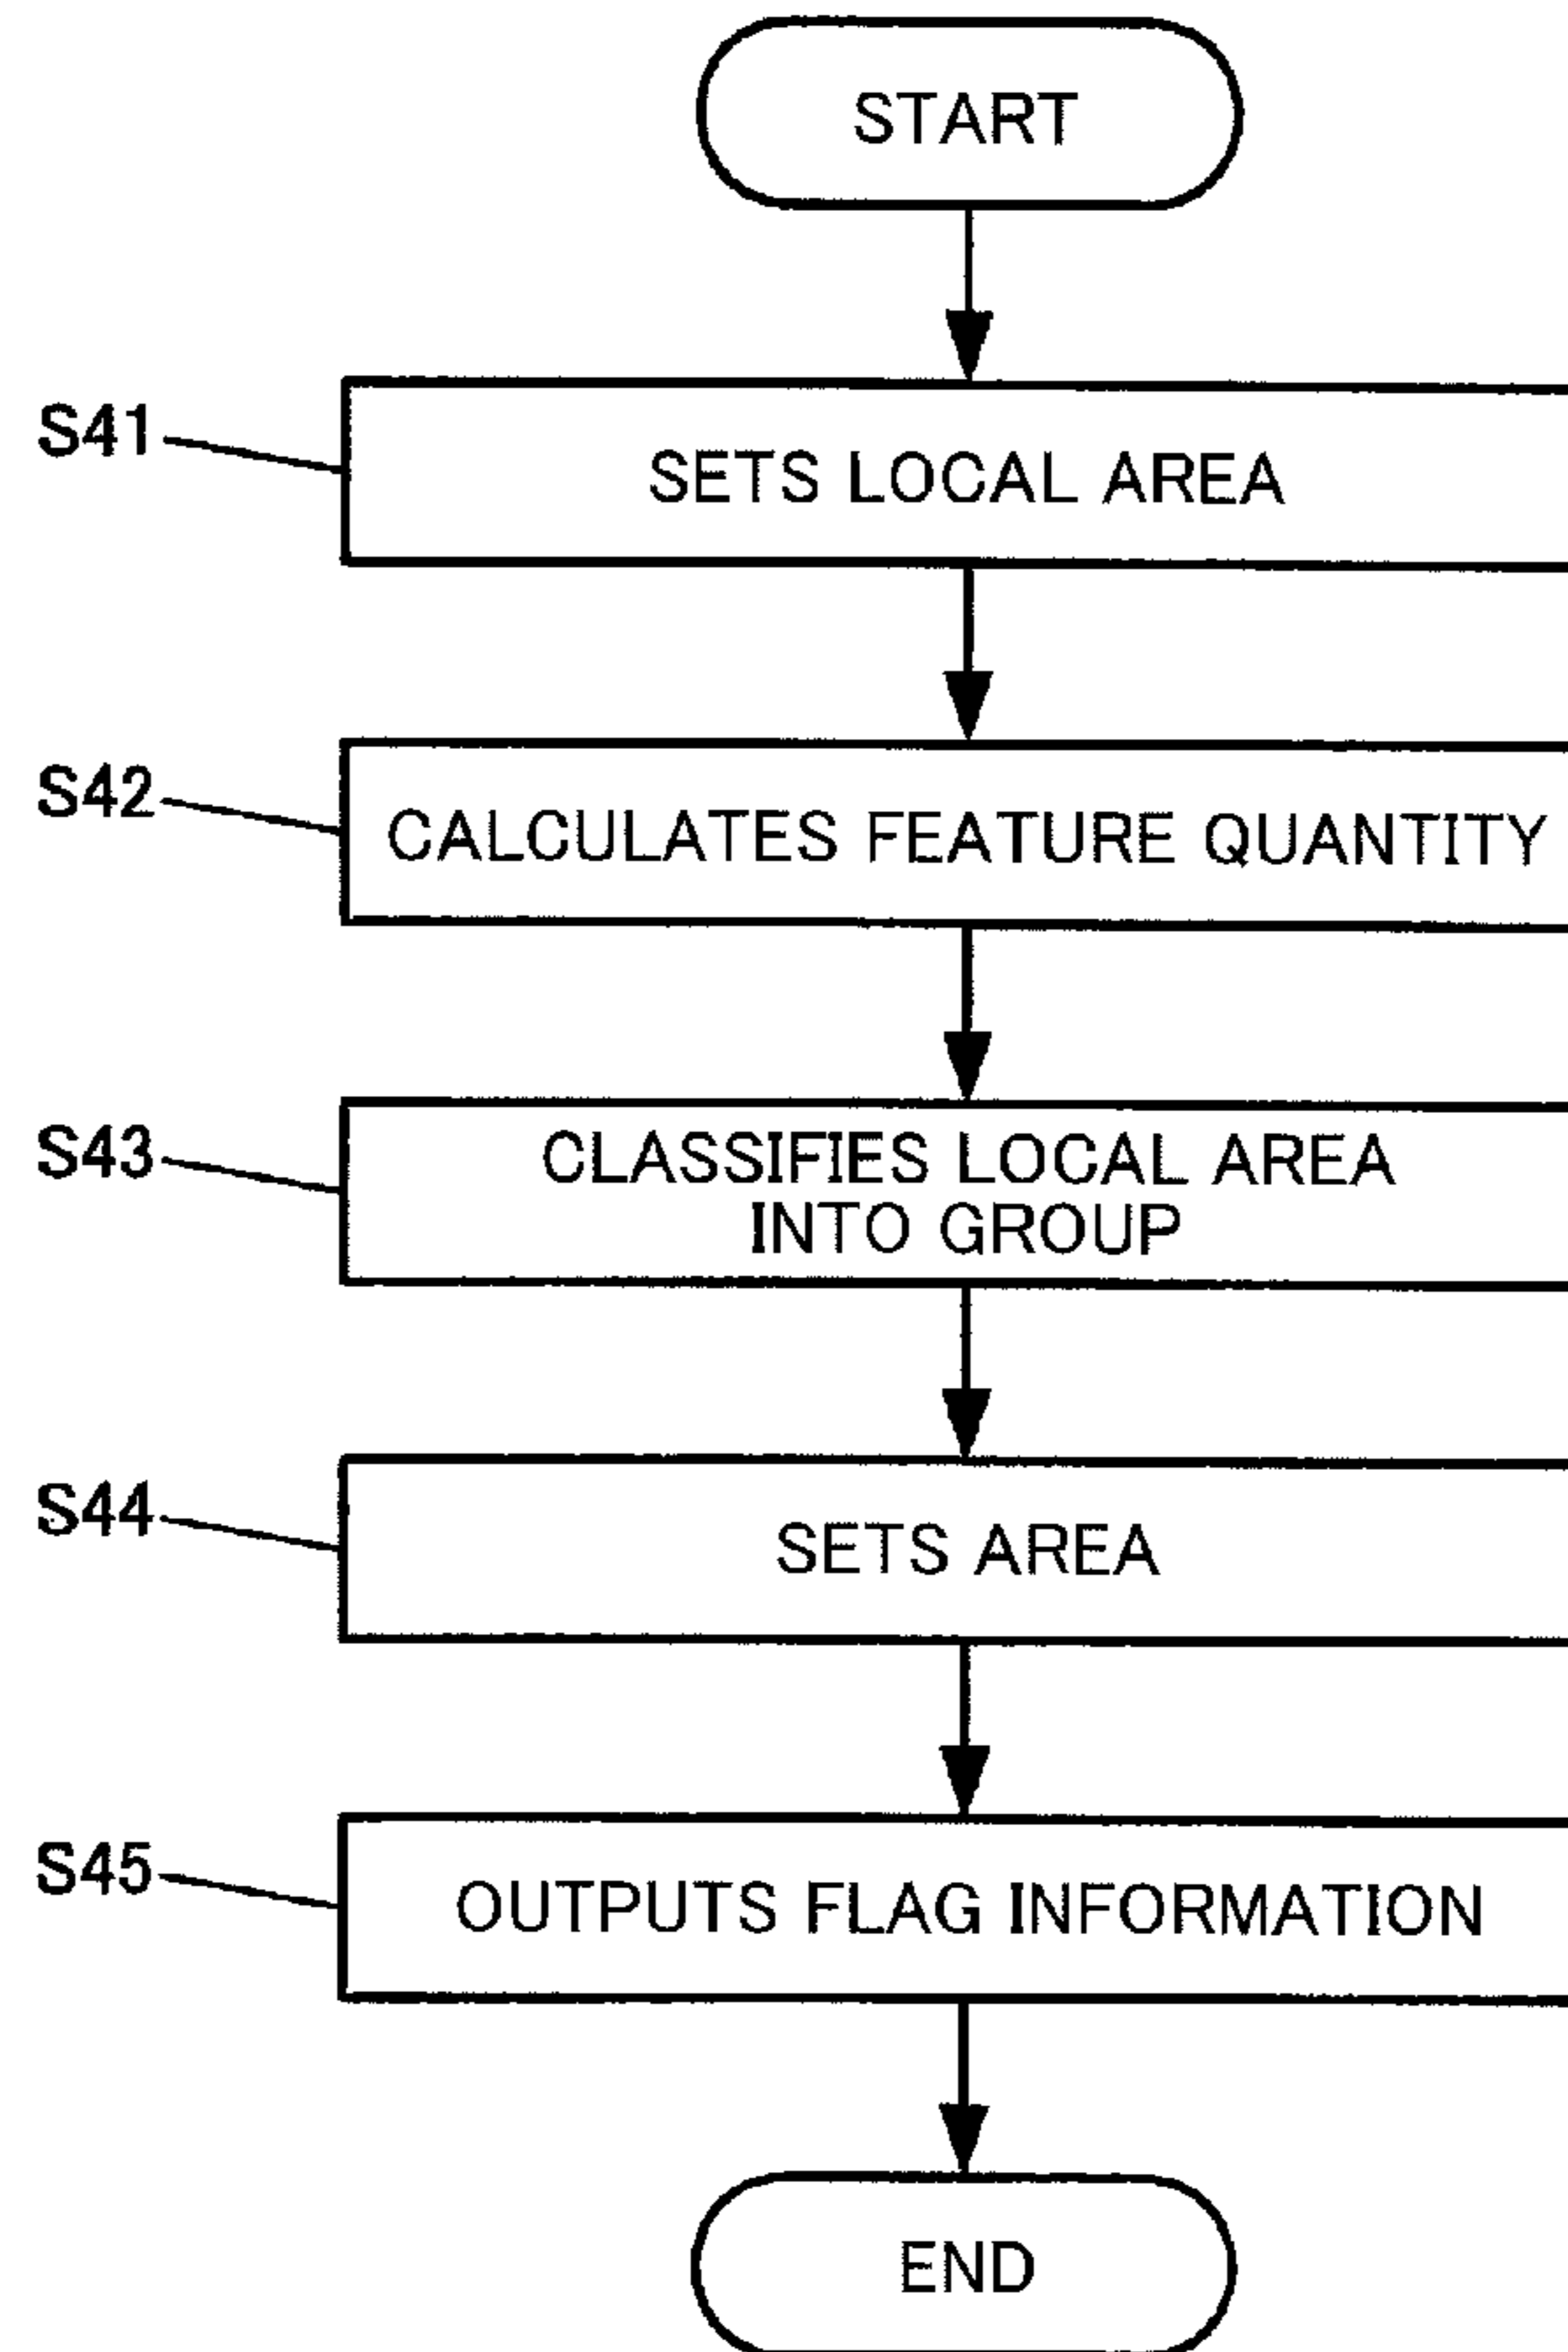 START
S41
SETS LOCAL AREA
S42
CALCULATES FEATURE QUANTITY
S43
CLASSIFIES LOCAL AREA
INTO GROUP
S44
SETS AREA
S45
OUTPUTS FLAG INFORMATION
END